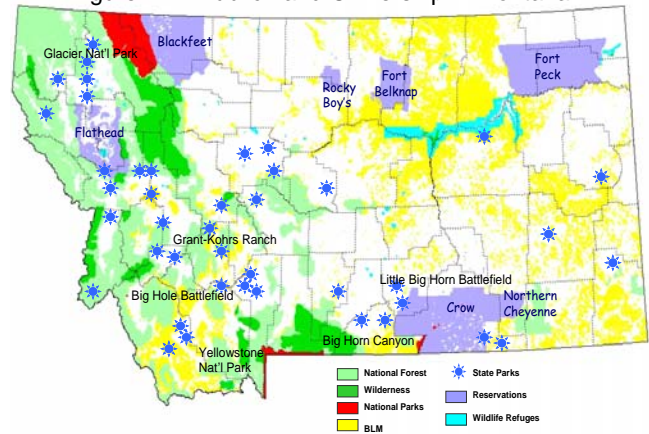 Glacier Nat'l Park
Blackfeet
Fort
Peck
Rocky
Boy's
Fort
Belknap
Flathead
Grant-Kohrs Ranch
Big Hole Battlefield
Little Big Horn Battlefield
Crow
Northern
Cheyenne
Big Horn Canyon
Yellowstone
Nat'l Park
National Forest
Wilderness
National Parks
BLM
State Parks
Reservations
Wildlife Refuges